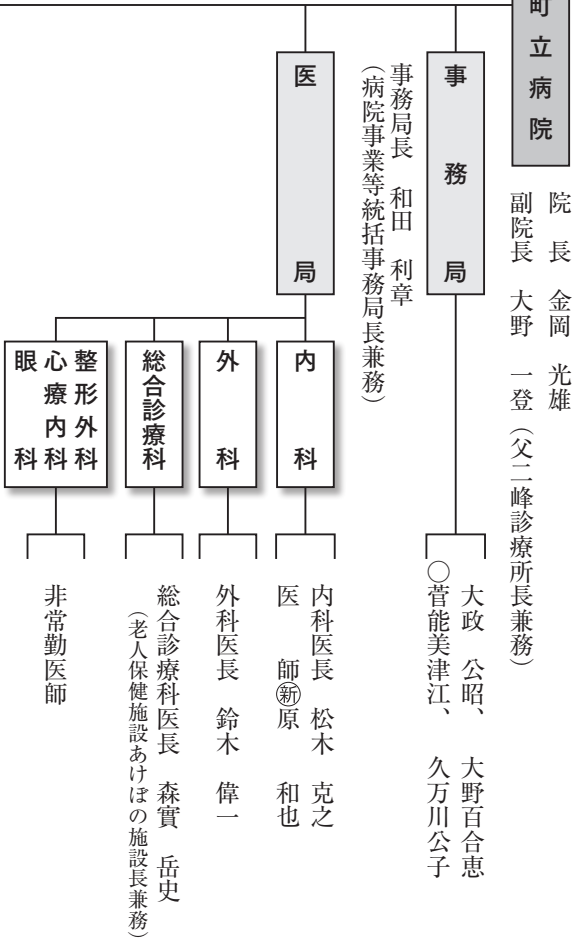 町立病院
院長 金岡 光雄
副院長 大野 一登（父二峰診療所長兼務）
事務局
大政 公昭、 大野百合恵
○菅能美津江、 久万川公子
事務局長 和田 利章
（病院事業等統括事務局長兼務）
医局
内科
内科医長 松木 克之
医師㊟原 和也
外科
外科医長 鈴木 偉一
総合診療科
総合診療科医長 森實 岳史
（老人保健施設あけぼの施設長兼務）
整形外科
心療内科
眼科
非常勤医師